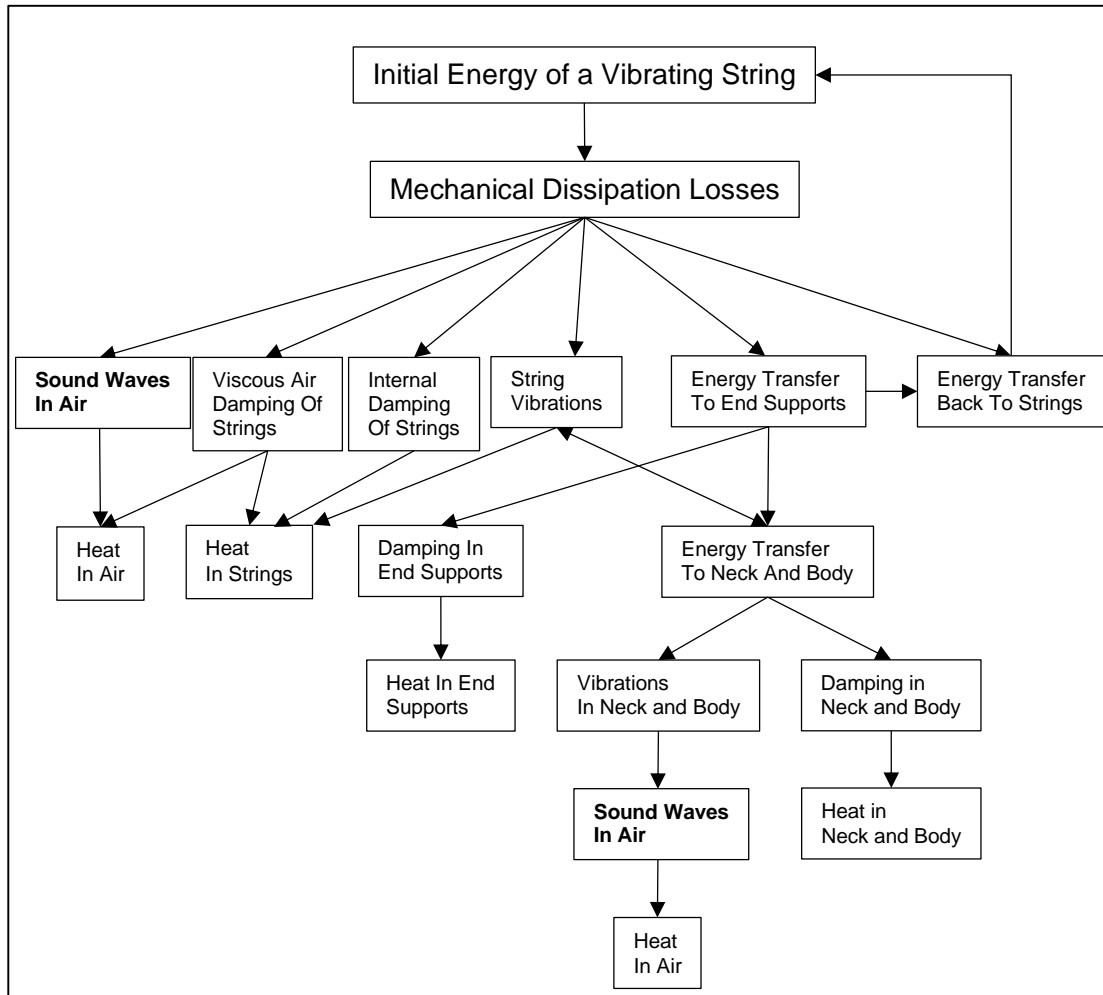 Initial Energy of a Vibrating String
Mechanical Dissipation Losses
Sound Waves
In Air
Viscous Air
Damping Of
Strings
Internal
Damping
Of Strings
String
Vibrations
Energy Transfer
To End Supports
Energy Transfer
Back To Strings
Heat
In Air
Heat
In Strings
Damping In
End Supports
Energy Transfer
To Neck And Body
Heat In End
Supports
Vibrations
In Neck and Body
Damping in
Neck and Body
Sound Waves
In Air
Heat in
Neck and Body
Heat
In Air